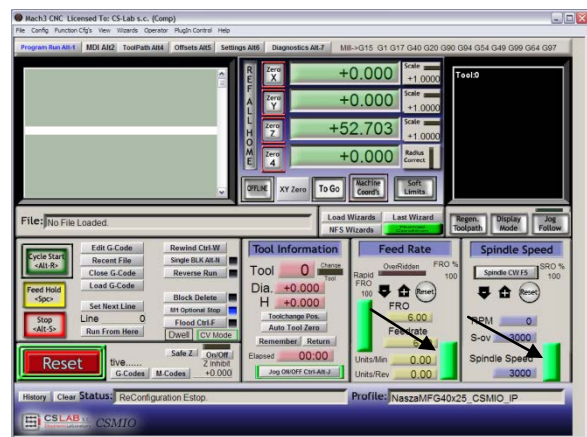 Mach3 CNC Licensed To: CS-Lab s.c. (Comp)
File Config Function Cfg's View Wizards Operator PlugIn Control Help
Program Run Alt-1 MDI Alt2 ToolPath Alt4 Offsets Alt5 Settings Alt6 Diagnostics Alt-7 Mill->G15 G1 G17 G40 G20 G90 G94 G54 G49 G99 G64 G97
REF ALL HOME
Zero X +0.000 Scale +1.0000
Zero Y +0.000 Scale +1.0000
Zero Z +52.703 Scale +1.0000
Zero 4 +0.000 Radius Correct
OFFLINE XY Zero To Go Machine Coord's Soft Limits
Tool:0
File: No File Loaded.
Load Wizards Last Wizard
NFS Wizards
Regen. Toolpath Display Mode Jog Follow
Cycle Start <Alt-R>
Feed Hold <Spc>
Stop <Alt-S>
Edit G-Code Rewind Ctrl-W
Recent File Single BLK Alt-N
Close G-Code Reverse Run
Load G-Code
Block Delete
Set Next Line M1 Optional Stop
Line 0 Flood Ctrl-F
Run From Here Dwell CV Mode
Reset tive......
G-Codes M-Codes
Safe Z On/Off
Z Inhibit
+0.000
Tool Information
Tool 0 Change Tool
Dia. +0.000
H +0.000
Toolchange Pos.
Auto Tool Zero
Remember Return
Elapsed 00:00
Jog ON/OFF Ctrl-Alt-J
Feed Rate
OverRidden FRO %
Rapid FRO 100 100
Reset
FRO
6.00
Feedrate
Units/Min 0.00
Units/Rev 0.00
Spindle Speed
Spindle CW F5 SRO % 100
Reset
RPM 0
S-ov 3000
Spindle Speed
3000
History Clear Status: ReConfiguration Estop. Profile: NaszaMFG40x25_CSMIO_IP
CSLAB s.c. CSMIO